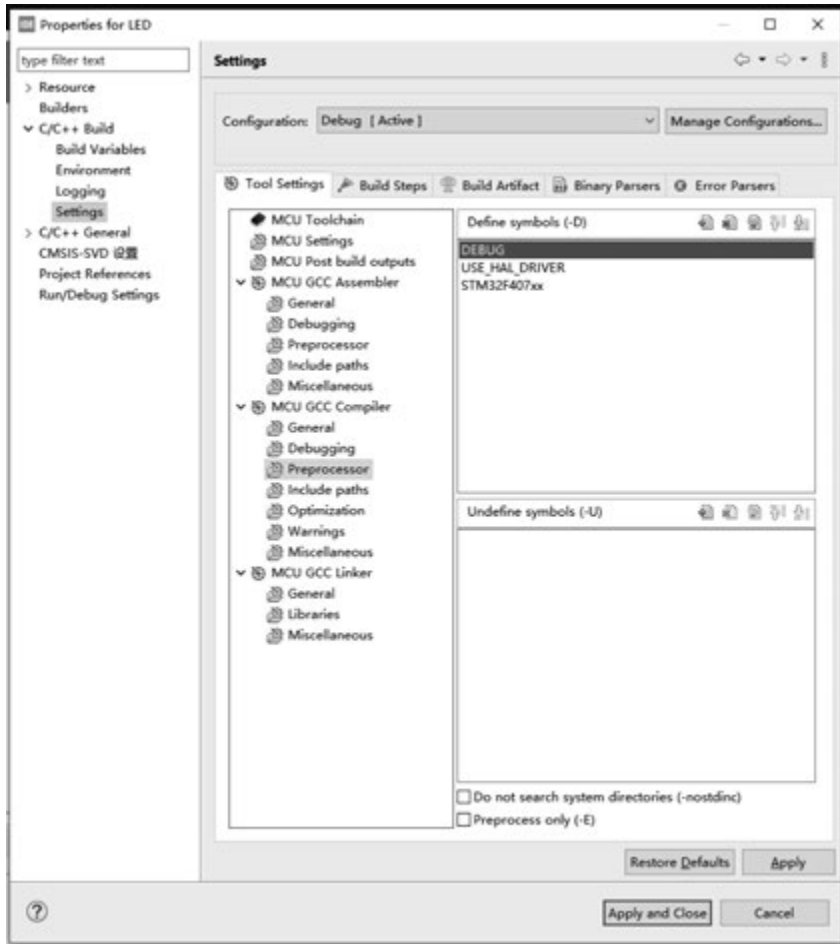 IDE Properties for LED
type filter text
Resource
Builders
C/C++ Build
Build Variables
Environment
Logging
Settings
C/C++ General
CMSIS-SVD 设置
Project References
Run/Debug Settings
Settings
Configuration: Debug [ Active ]
Manage Configurations...
Tool Settings Build Steps Build Artifact Binary Parsers Error Parsers
MCU Toolchain
MCU Settings
MCU Post build outputs
MCU GCC Assembler
General
Debugging
Preprocessor
Include paths
Miscellaneous
MCU GCC Compiler
General
Debugging
Preprocessor
Include paths
Optimization
Warnings
Miscellaneous
MCU GCC Linker
General
Libraries
Miscellaneous
Define symbols (-D)
DEBUG
USE_HAL_DRIVER
STM32F407xx
Undefine symbols (-U)
Do not search system directories (-nostdinc)
Preprocess only (-E)
Restore Defaults Apply
Apply and Close Cancel